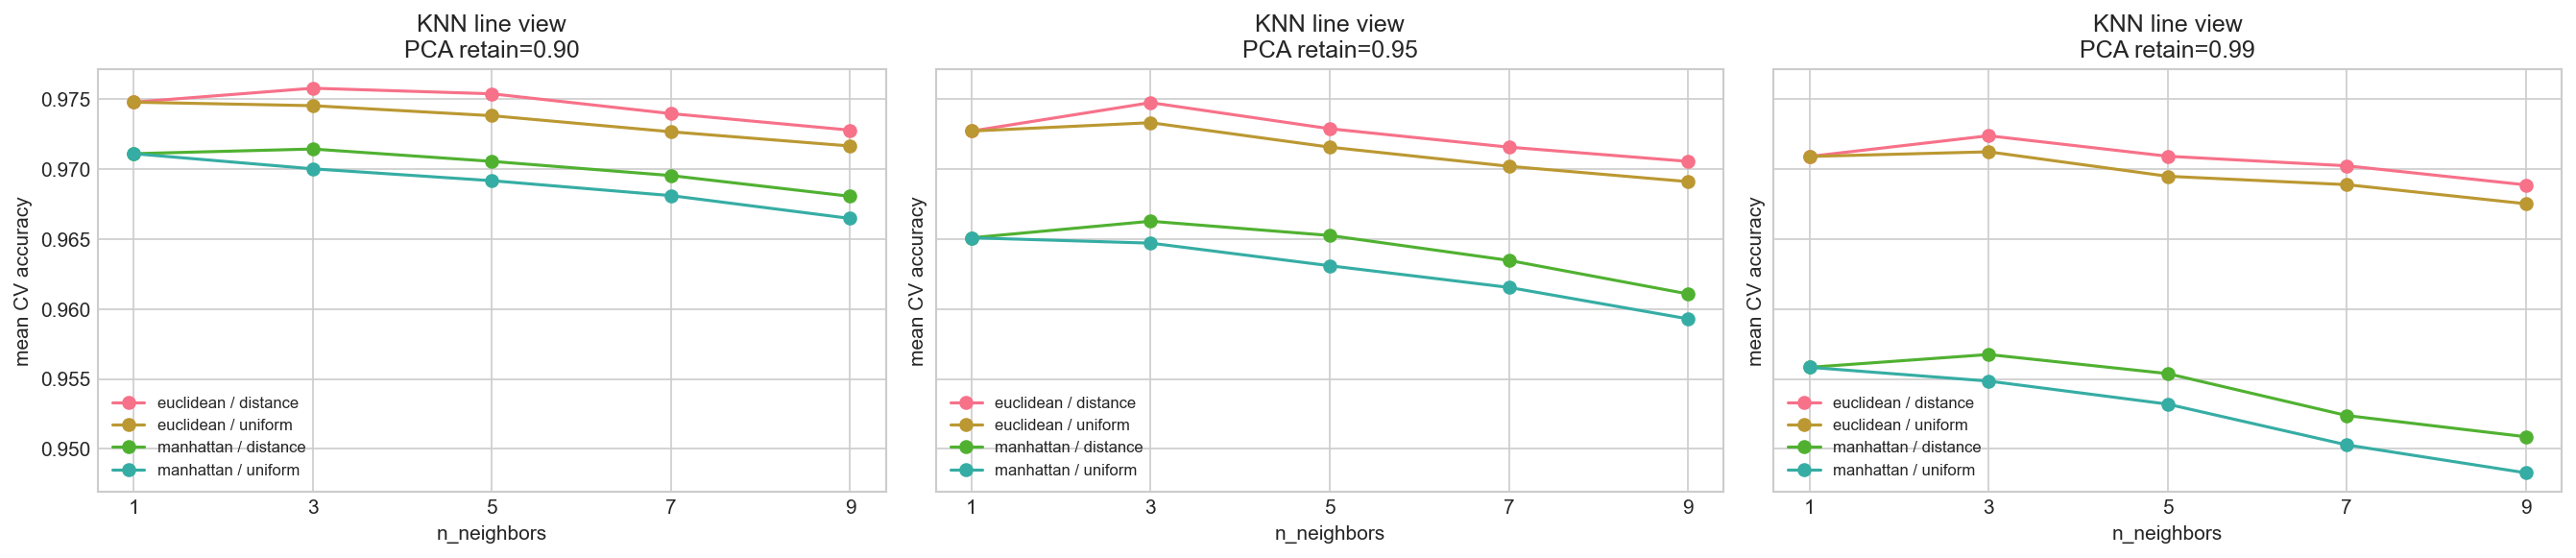 KNN line view
PCA retain=0.90
mean CV accuracy
0.975
0.970
0.965
0.960
0.955
0.950
euclidean / distance
euclidean / uniform
manhattan / distance
manhattan / uniform
1 3 5 7 9
n_neighbors
KNN line view
PCA retain=0.95
mean CV accuracy
euclidean / distance
euclidean / uniform
manhattan / distance
manhattan / uniform
1 3 5 7 9
n_neighbors
KNN line view
PCA retain=0.99
mean CV accuracy
euclidean / distance
euclidean / uniform
manhattan / distance
manhattan / uniform
1 3 5 7 9
n_neighbors